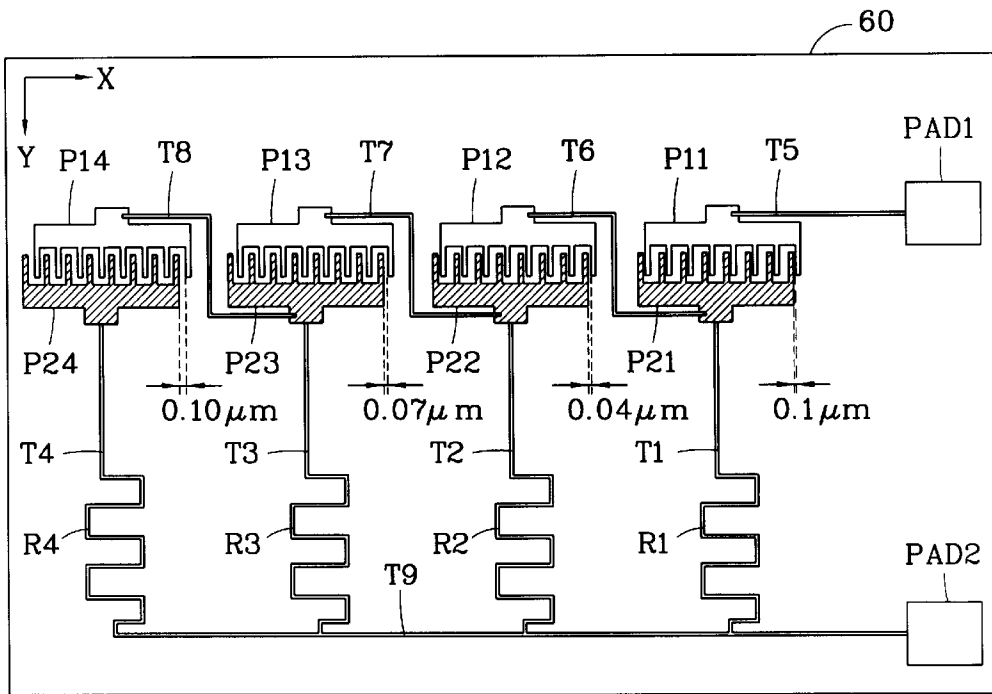 60
X
Y
P14
T8
P13
T7
P12
T6
P11
T5
PAD1
P24
P23
P22
P21
0.10μm
0.07μm
0.04μm
0.1μm
T4
T3
T2
T1
R4
R3
R2
R1
T9
PAD2